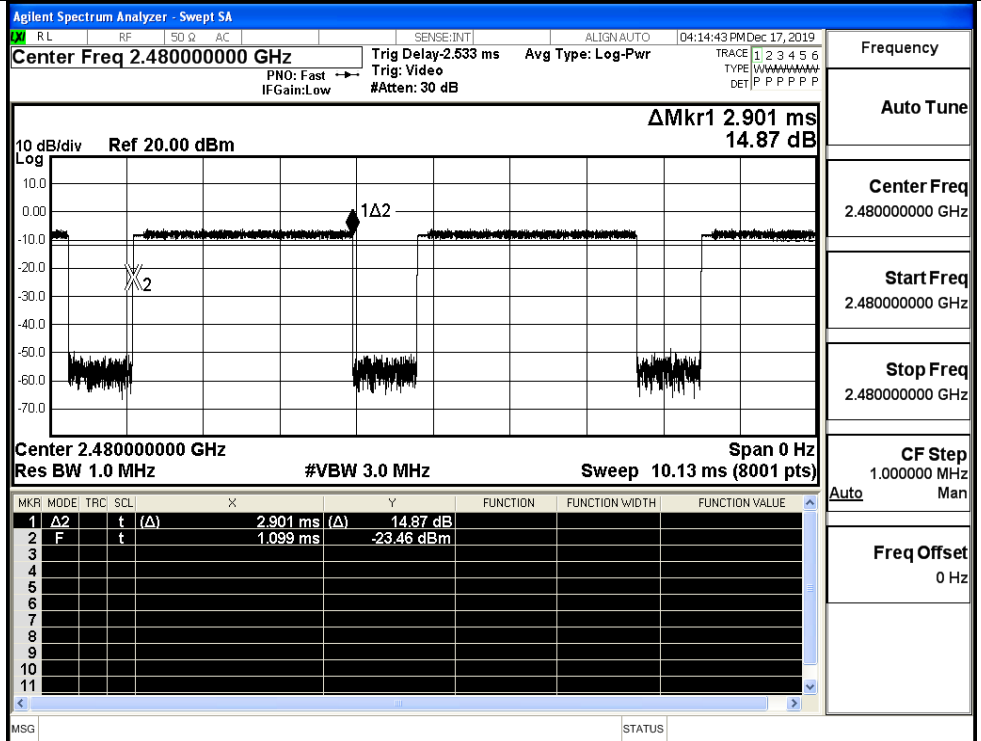 Agilent Spectrum Analyzer - Swept SA
LXI RL RF 50 Ω AC SENSE:INT ALIGN AUTO 04:14:43 PM Dec 17, 2019
Center Freq 2.480000000 GHz
PNO: Fast
IFGain:Low
Trig Delay-2.533 ms
Trig: Video
#Atten: 30 dB
Avg Type: Log-Pwr
TRACE 1 2 3 4 5 6
TYPE WWWWWW
DET P P P P P P
ΔMkr1 2.901 ms
14.87 dB
10 dB/div Ref 20.00 dBm
Log
10.0
0.00
-10.0
-20.0
-30.0
-40.0
-50.0
-60.0
-70.0
1Δ2
2
Center 2.480000000 GHz Span 0 Hz
Res BW 1.0 MHz #VBW 3.0 MHz Sweep 10.13 ms (8001 pts)
MKR MODE TRC SCL X Y FUNCTION FUNCTION WIDTH FUNCTION VALUE
1 Δ2 t (Δ) 2.901 ms (Δ) 14.87 dB
2 F t 1.099 ms -23.46 dBm
3
4
5
6
7
8
9
10
11
MSG STATUS
Frequency
Auto Tune
Center Freq
2.480000000 GHz
Start Freq
2.480000000 GHz
Stop Freq
2.480000000 GHz
CF Step
1.000000 MHz
Auto Man
Freq Offset
0 Hz